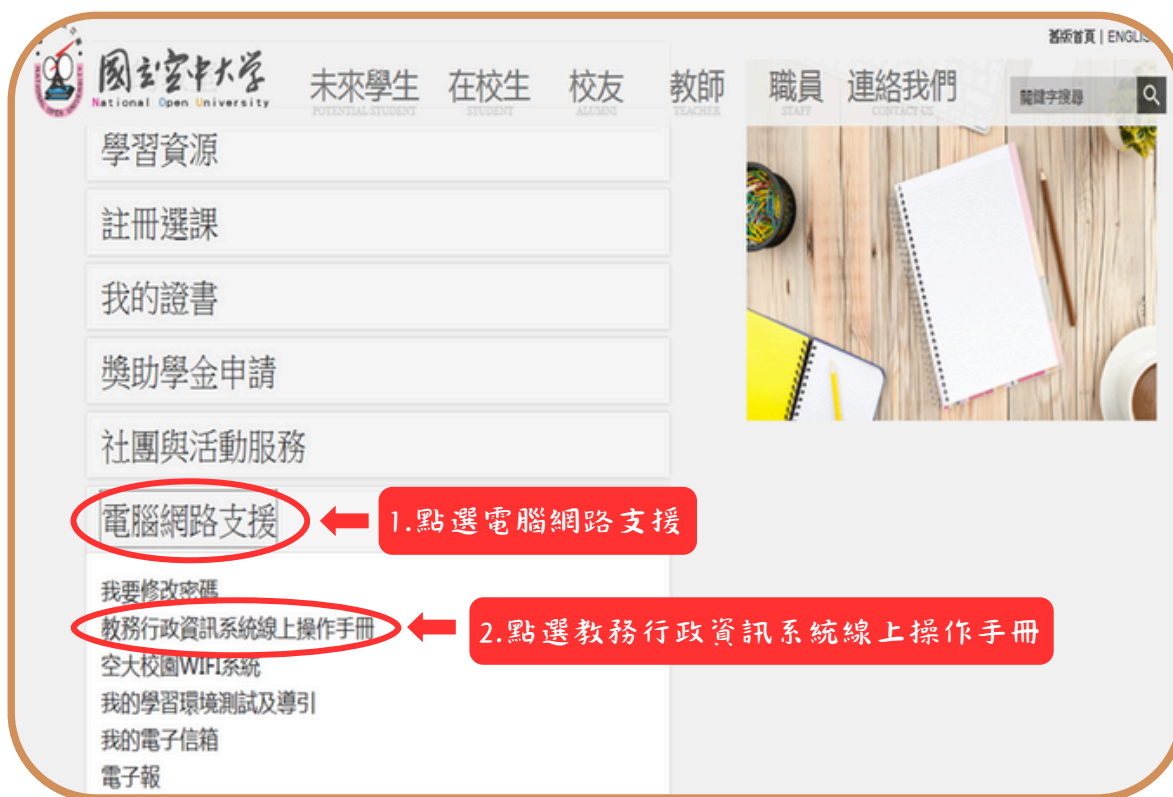 舊版首頁 | ENGLIS
國立空中大學
National Open University
未來學生 在校生 校友 教師 職員 連絡我們
POTENTIAL STUDENT STUDENT ALUMNI TEACHER STAFF CONTACT US
關鍵字搜尋
學習資源
註冊選課
我的證書
獎助學金申請
社團與活動服務
電腦網路支援
1.點選電腦網路支援
我要修改密碼
教務行政資訊系統線上操作手冊
2.點選教務行政資訊系統線上操作手冊
空大校園WIFI系統
我的學習環境測試及導引
我的電子信箱
電子報